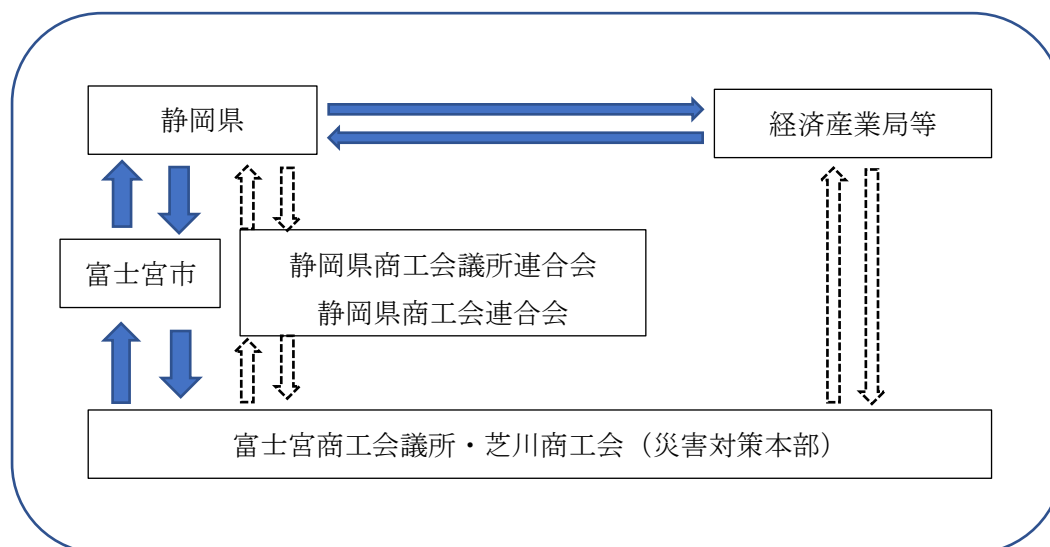 静岡県
経済産業局等
富士宮市
静岡県商工会議所連合会
静岡県商工会連合会
富士宮商工会議所・芝川商工会（災害対策本部）